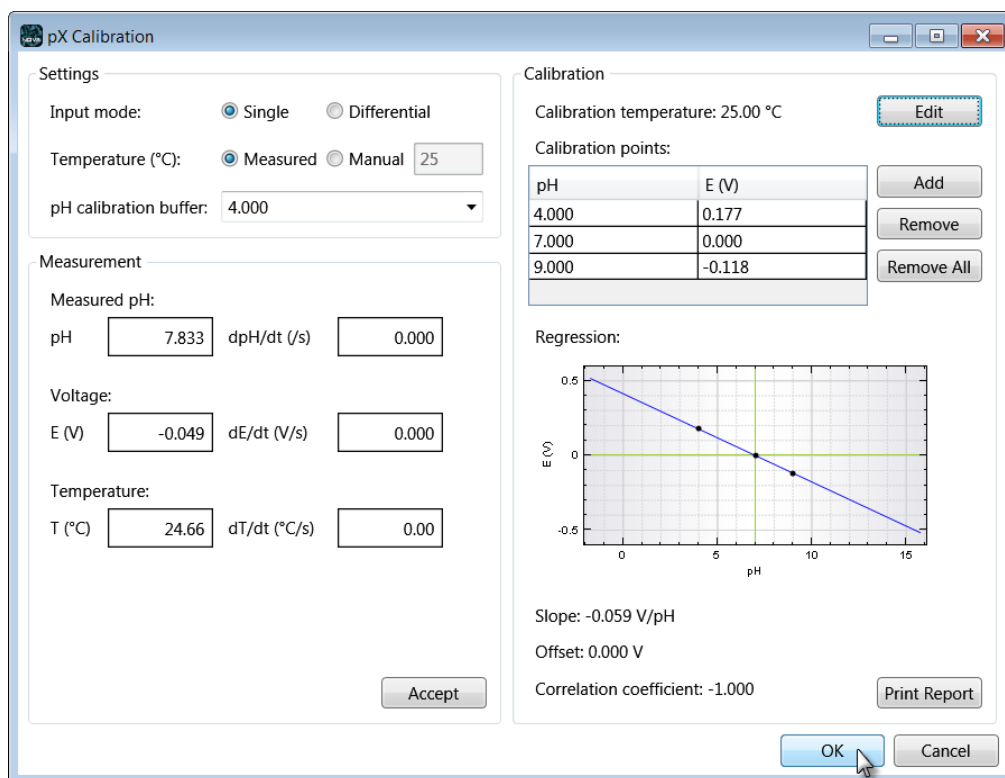 pX Calibration
Settings
Input mode: Single Differential
Temperature (°C): Measured Manual 25
pH calibration buffer: 4.000
Measurement
Measured pH:
pH 7.833 dpH/dt (/s) 0.000
Voltage:
E (V) -0.049 dE/dt (V/s) 0.000
Temperature:
T (°C) 24.66 dT/dt (°C/s) 0.00
Accept
Calibration
Calibration temperature: 25.00 °C Edit
Calibration points:
pH E (V) Add
4.000 0.177
7.000 0.000 Remove
9.000 -0.118 Remove All
Regression:
0.5
0
-0.5
E (V)
0 5 10 15
pH
Slope: -0.059 V/pH
Offset: 0.000 V
Correlation coefficient: -1.000 Print Report
OK Cancel